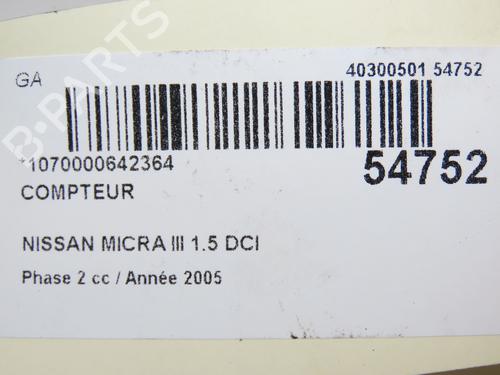 GA
40300501 54752
*1070000642364
54752
COMPTEUR
NISSAN MICRA III 1.5 DCI
Phase 2 cc / Année 2005
B-PARTS